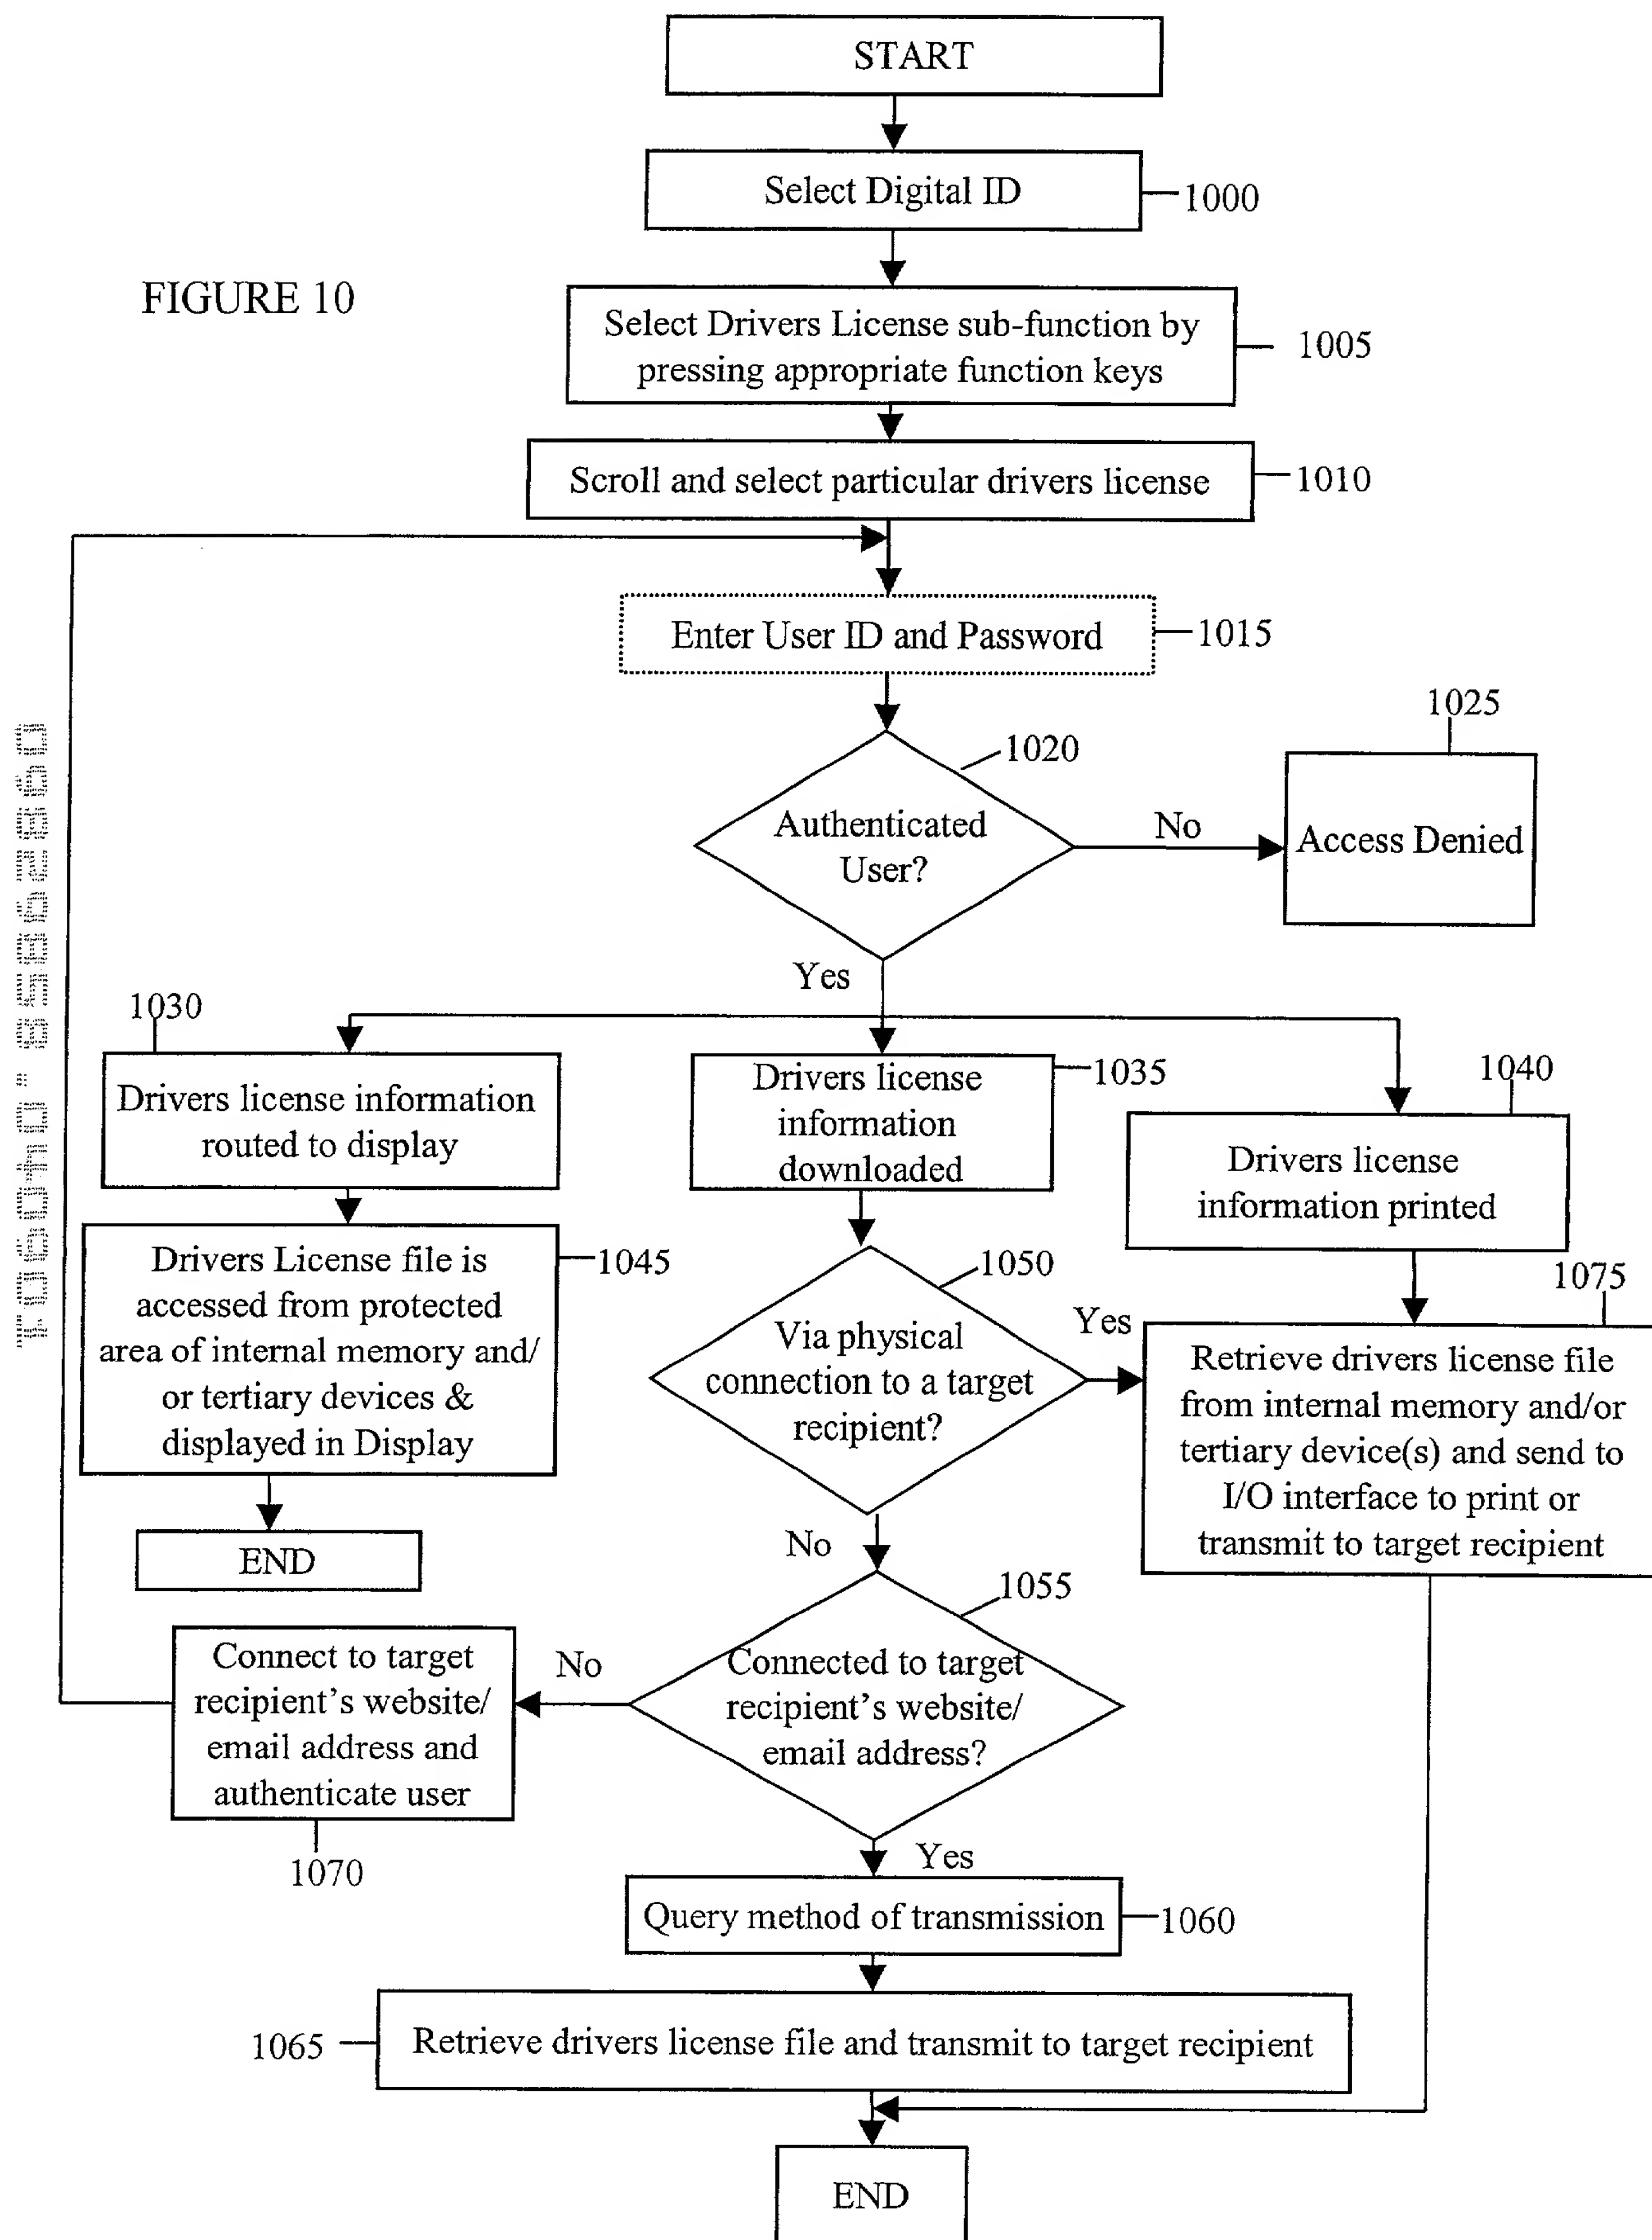 START
Select Digital ID
1000
FIGURE 10
Select Drivers License sub-function by
pressing appropriate function keys
1005
Scroll and select particular drivers license
1010
Enter User ID and Password
1015
1025
1020
Authenticated
User?
No
Access Denied
Yes
1030
Drivers license information
routed to display
1035
Drivers license
information
downloaded
1040
Drivers license
information printed
Drivers License file is
accessed from protected
area of internal memory and/
or tertiary devices &
displayed in Display
1045
1050
Via physical
connection to a target
recipient?
Yes
1075
Retrieve drivers license file
from internal memory and/or
tertiary device(s) and send to
I/O interface to print or
transmit to target recipient
END
No
1055
Connected to target
recipient's website/
email address?
No
Connect to target
recipient's website/
email address and
authenticate user
1070
Yes
Query method of transmission
1060
1065
Retrieve drivers license file and transmit to target recipient
END